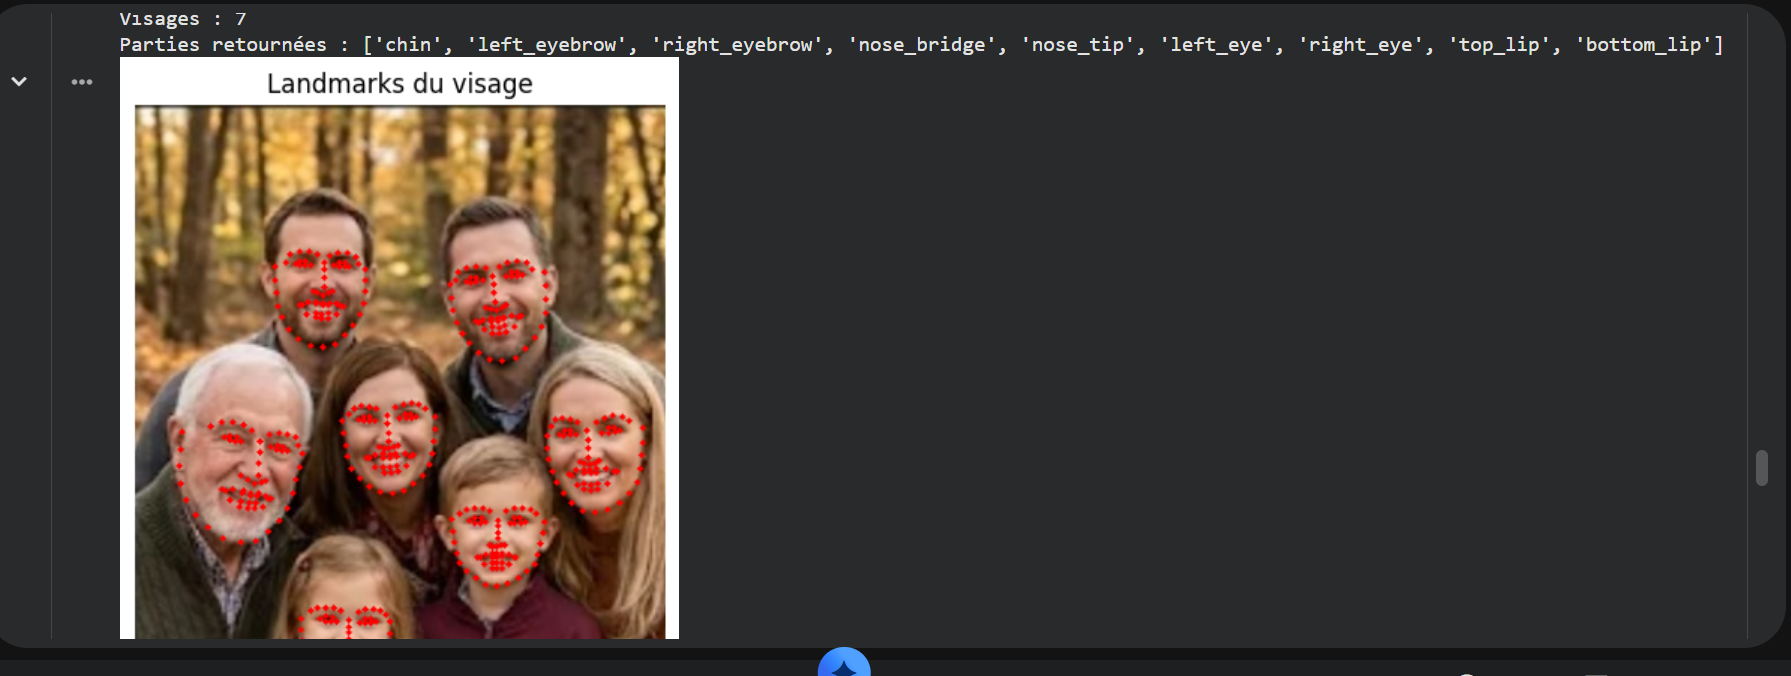 Visages : 7
Parties retournées : ['chin', 'left_eyebrow', 'right_eyebrow', 'nose_bridge', 'nose_tip', 'left_eye', 'right_eye', 'top_lip', 'bottom_lip']
Landmarks du visage